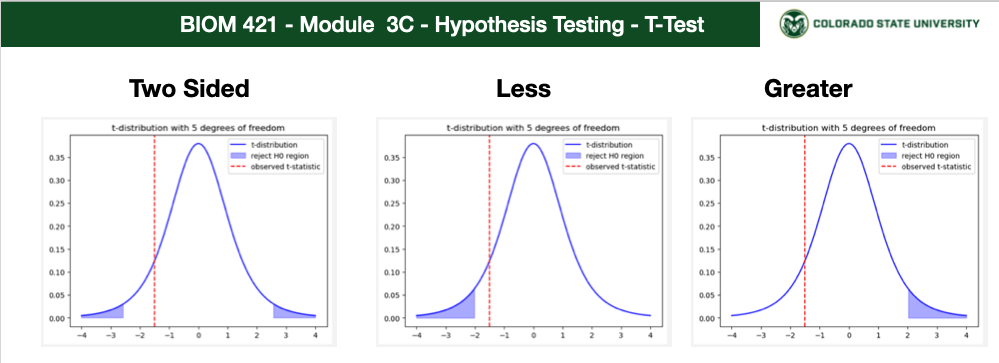 BIOM 421 - Module  3C - Hypothesis Testing - T-Test
COLORADO STATE UNIVERSITY
Two Sided
Less
Greater
t-distribution with 5 degrees of freedom
t-distribution
reject H0 region
observed t-statistic
0.35
0.30
0.25
0.20
0.15
0.10
0.05
0.00
−4 −3 −2 −1 0 1 2 3 4
t-distribution with 5 degrees of freedom
t-distribution
reject H0 region
observed t-statistic
0.35
0.30
0.25
0.20
0.15
0.10
0.05
0.00
−4 −3 −2 −1 0 1 2 3 4
t-distribution with 5 degrees of freedom
t-distribution
reject H0 region
observed t-statistic
0.35
0.30
0.25
0.20
0.15
0.10
0.05
0.00
−4 −3 −2 −1 0 1 2 3 4